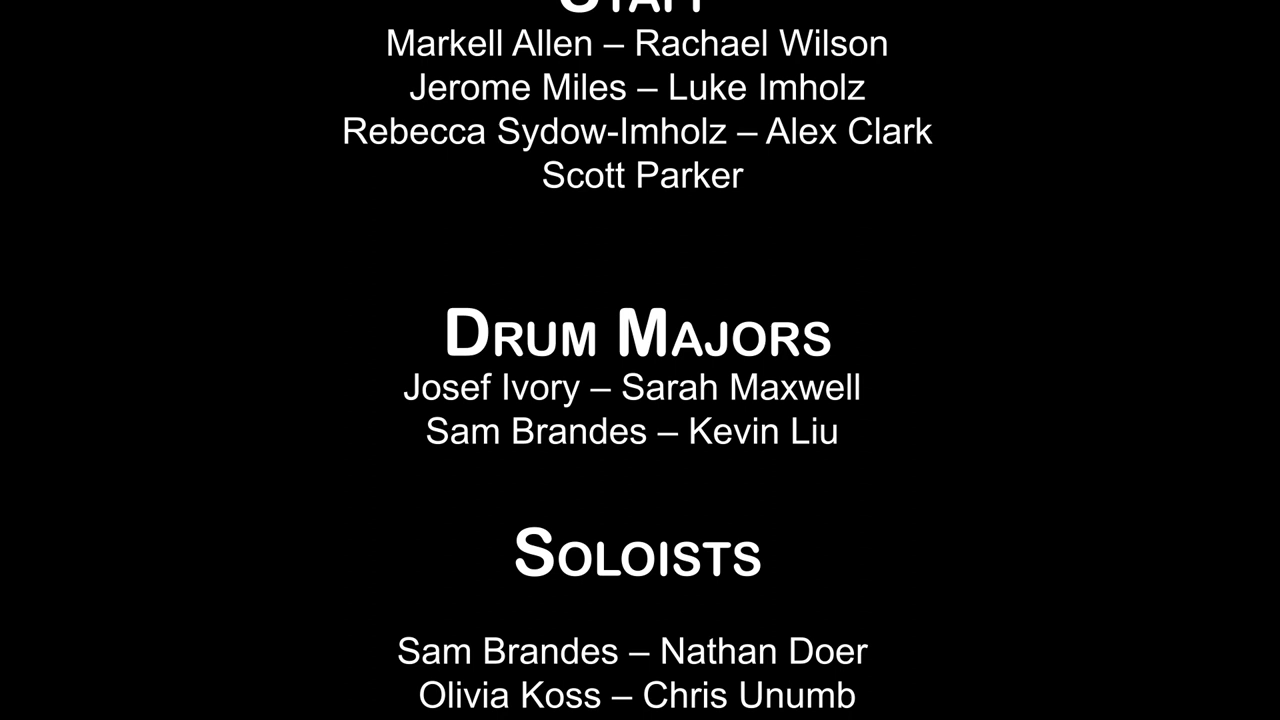 Staff
Markell Allen – Rachael Wilson
Jerome Miles – Luke Imholz
Rebecca Sydow-Imholz – Alex Clark
Scott Parker
Drum Majors
Josef Ivory – Sarah Maxwell
Sam Brandes – Kevin Liu
Soloists
Sam Brandes – Nathan Doer
Olivia Koss – Chris Unumb